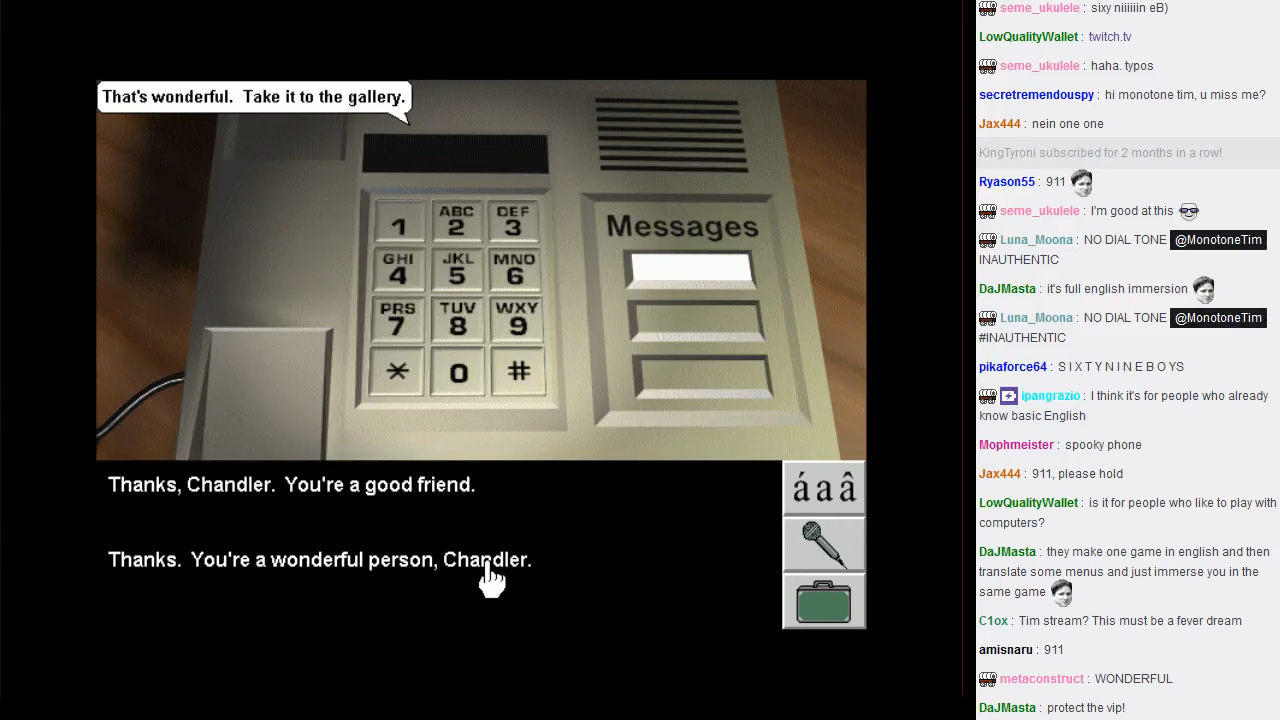 That's wonderful.  Take it to the gallery.
1
ABC
2
DEF
3
GHI
4
JKL
5
MNO
6
PRS
7
TUV
8
WXY
9
*
0
#
Messages
Thanks, Chandler.  You're a good friend.
Thanks.  You're a wonderful person, Chandler.
á a â
seme_ukulele : sixy niiiiin eB)
LowQualityWallet : twitch.tv
seme_ukulele : haha. typos
secretremendouspy : hi monotone tim, u miss me?
Jax444 : nein one one
KingTyroni subscribed for 2 months in a row!
Ryason55 : 911
seme_ukulele : I'm good at this
Luna_Moona : NO DIAL TONE @MonotoneTim
INAUTHENTIC
DaJMasta : it's full english immersion
Luna_Moona : NO DIAL TONE @MonotoneTim
#INAUTHENTIC
pikaforce64 : S I X T Y N I N E B O Y S
ipangrazio : I think it's for people who already
know basic English
Mophmeister : spooky phone
Jax444 : 911, please hold
LowQualityWallet : is it for people who like to play with
computers?
DaJMasta : they make one game in english and then
translate some menus and just immerse you in the
same game
C1ox : Tim stream? This must be a fever dream
amisnaru : 911
metaconstruct : WONDERFUL
DaJMasta : protect the vip!